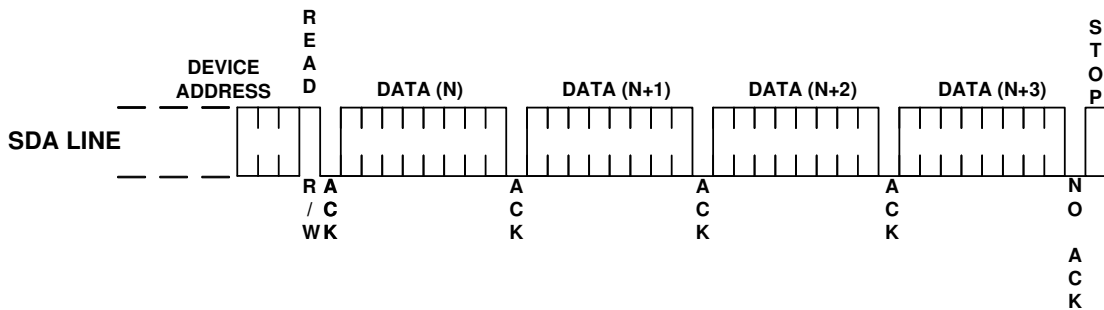 READ
STOP
DEVICE
ADDRESS
DATA (N)
DATA (N+1)
DATA (N+2)
DATA (N+3)
SDA LINE
R/W
ACK
ACK
ACK
ACK
NO ACK